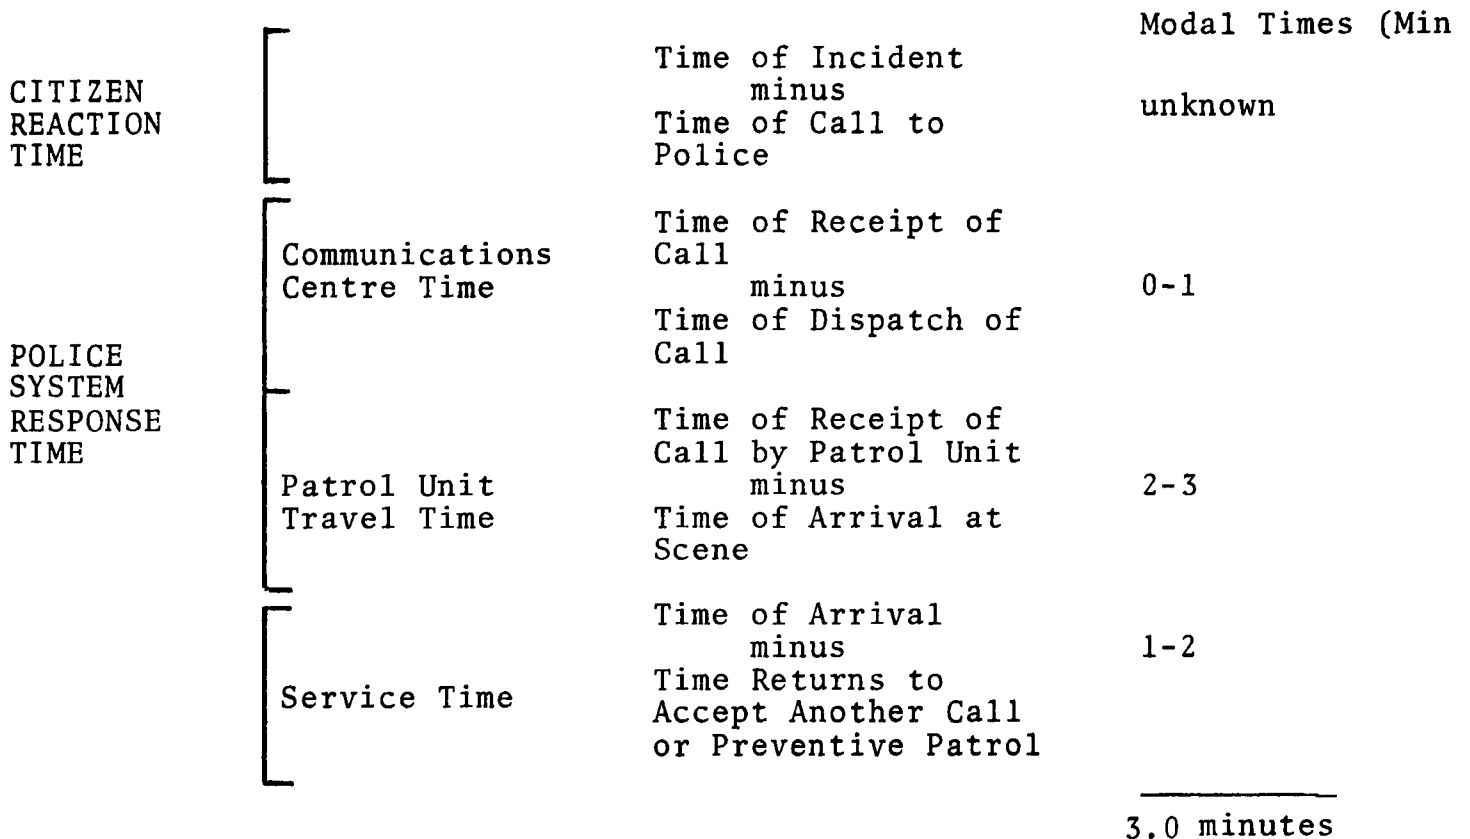 Modal Times (Min
CITIZEN
REACTION
TIME
Time of Incident
minus
Time of Call to
Police
unknown
POLICE
SYSTEM
RESPONSE
TIME
Communications
Centre Time
Time of Receipt of
Call
minus
Time of Dispatch of
Call
0-1
Patrol Unit
Travel Time
Time of Receipt of
Call by Patrol Unit
minus
Time of Arrival at
Scene
2-3
Service Time
Time of Arrival
minus
Time Returns to
Accept Another Call
or Preventive Patrol
1-2
3.0 minutes